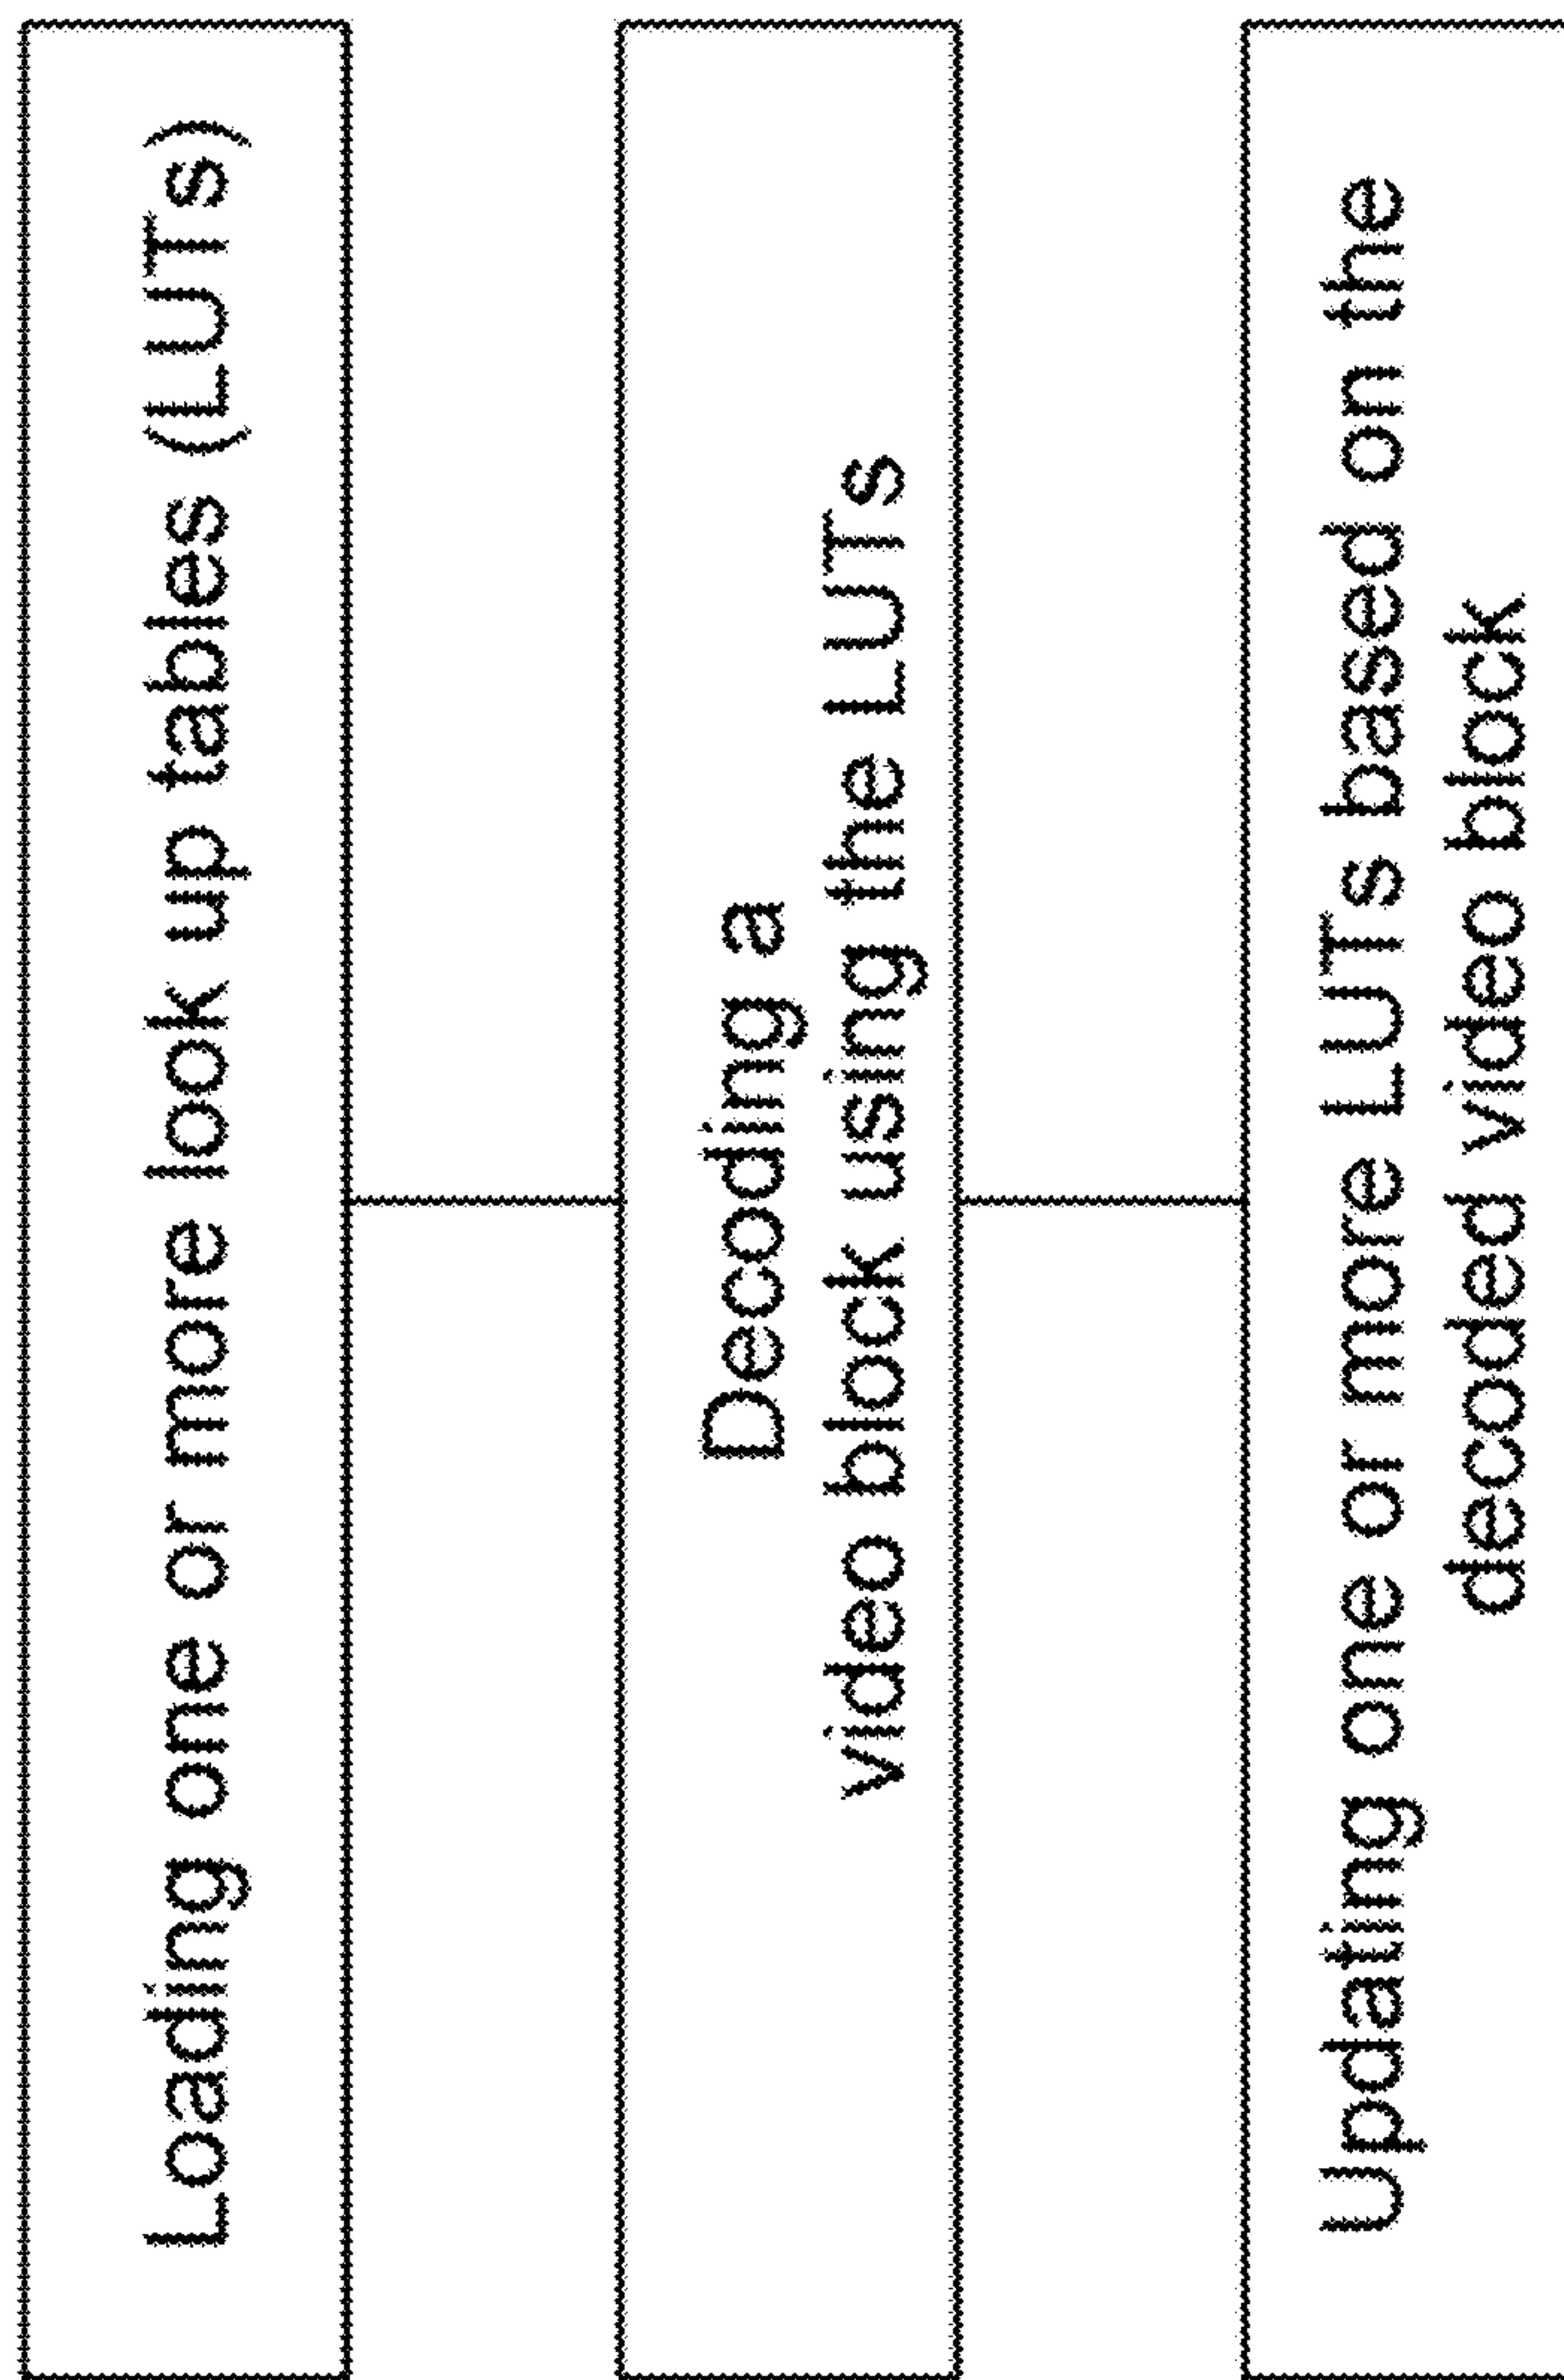 Loading one or more look up tables (LUTs)
Decoding a
video block using the LUTs
Updating one or more LUTs based on the
decoded video block